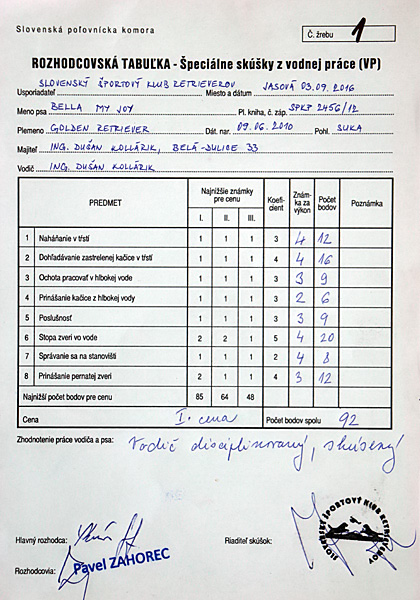 Slovenská poľovnícka komora
Č. žrebu 1
ROZHODCOVSKÁ TABUĽKA - Špeciálne skúšky z vodnej práce (VP)
Usporiadateľ SLOVENSKÝ ŠPORTOVÝ KLUB RETRIEVEROV Miesto a dátum JASOVÁ 03.09.2016
Meno psa BELLA MY JOY Pl. kniha, č. záp. SPKP 2456/12
Plemeno GOLDEN RETRIEVER Dát. nar. 09.06.2010 Pohl. SUKA
Majiteľ ING. DUŠAN KOLLÁRIK, BELÁ-DULICE 33
Vodič ING. DUŠAN KOLLÁRIK
PREDMET Najnižšie známky pre cenu Koeficient Známka za výkon Počet bodov Poznámka
I. II. III.
1 Naháňanie v tŕstí 1 1 1 3 4 12
2 Dohľadávanie zastrelenej kačice v tŕstí 1 1 1 4 4 16
3 Ochota pracovať v hlbokej vode 1 1 1 3 3 9
4 Prinášanie kačice z hlbokej vody 1 1 1 3 2 6
5 Poslušnosť 1 1 1 3 3 9
6 Stopa zveri vo vode 2 2 1 5 4 20
7 Správanie sa na stanovišti 1 1 1 2 4 8
8 Prinášanie pernatej zveri 2 1 1 4 3 12
Najnižší počet bodov pre cenu 85 64 48
Cena I. cena Počet bodov spolu 92
Zhodnotenie práce vodiča a psa: Vodič disciplinovaný, skúsený
Hlavný rozhodca:
Riaditeľ skúšok:
SLOVENSKÝ ŠPORTOVÝ KLUB RETRIEVEROV
Rozhodcovia: Pavel ZAHOREC